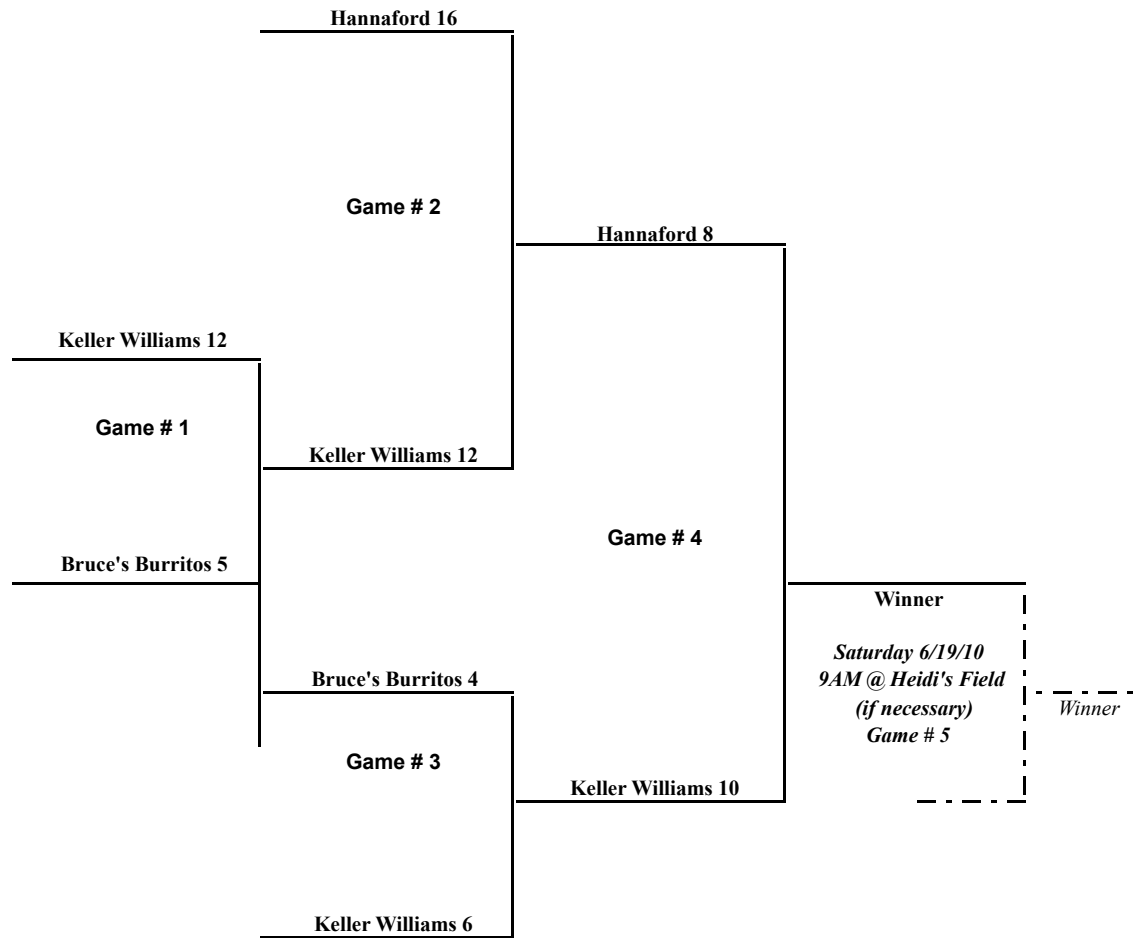 Hannaford 16
Game # 2
Hannaford 8
Keller Williams 12
Game # 1
Keller Williams 12
Game # 4
Bruce's Burritos 5
Winner
Saturday 6/19/10
9AM @ Heidi's Field
(if necessary)
Game # 5
Bruce's Burritos 4
Winner
Game # 3
Keller Williams 10
Keller Williams 6